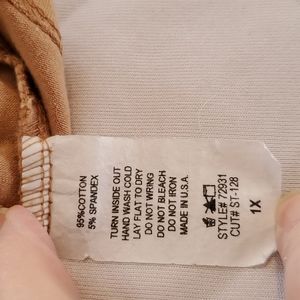 95%COTTON
5% SPANDEX
TURN INSIDE OUT
HAND WASH COLD
LAY FLAT TO DRY
DO NOT WRING
DO NOT BLEACH
DO NOT IRON
MADE IN U.S.A.
STYLE# 72931
CUT# ST-128
1X